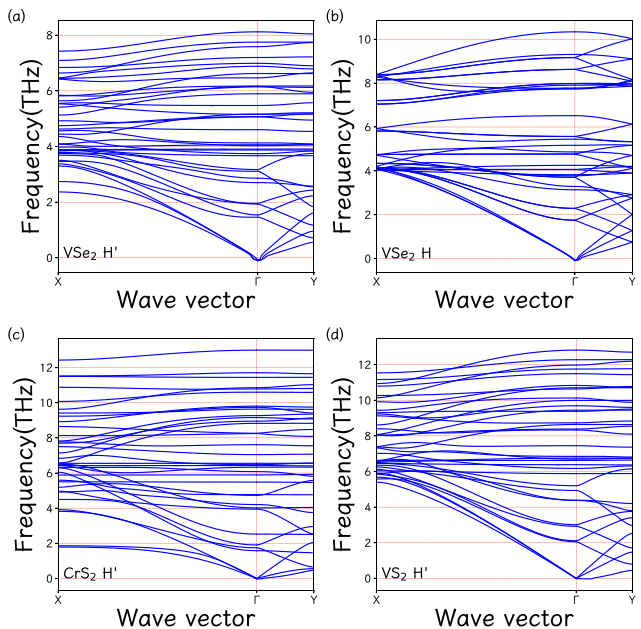 (a)
Frequency(THz)
8
6
4
2
0
VSe₂ H'
X
Γ
Y
Wave vector
(b)
Frequency(THz)
10
8
6
4
2
0
VSe₂ H
X
Γ
Y
Wave vector
(c)
Frequency(THz)
12
10
8
6
4
2
0
CrS₂ H'
X
Γ
Y
Wave vector
(d)
Frequency(THz)
12
10
8
6
4
2
0
VS₂ H'
X
Γ
Y
Wave vector